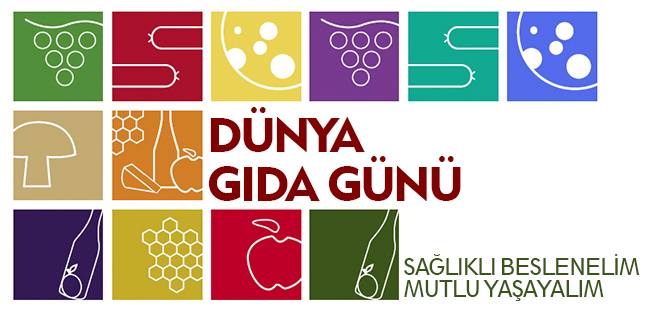 DÜNYA
GIDA GÜNÜ
SAĞLIKLI BESLENELİM
MUTLU YAŞAYALIM